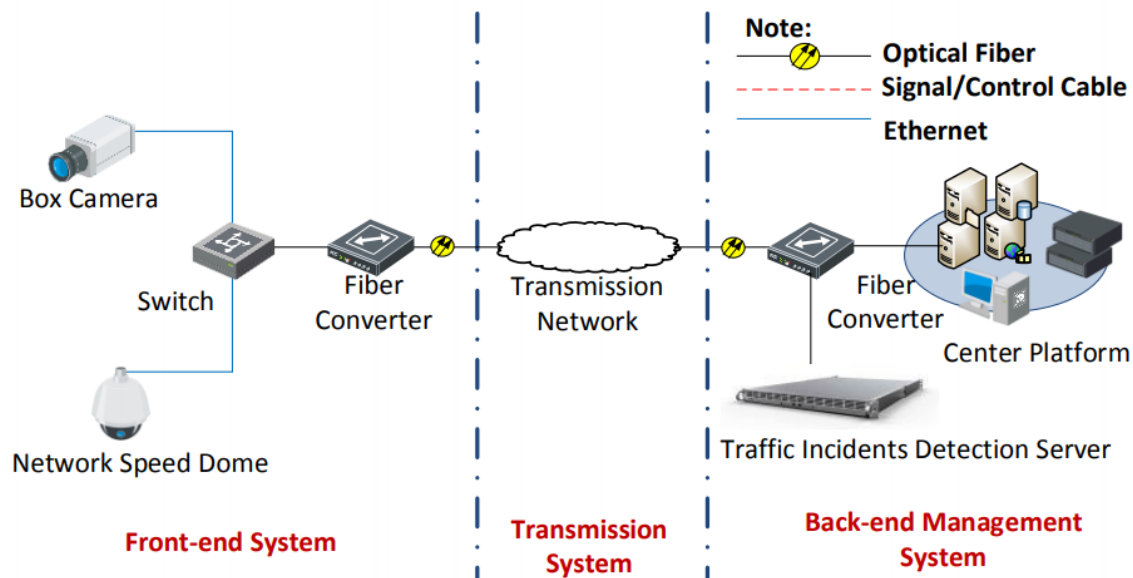 Note:
Optical Fiber
Signal/Control Cable
Ethernet
Box Camera
Switch
Fiber
Converter
Transmission
Network
Fiber
Converter
Center Platform
Network Speed Dome
Traffic Incidents Detection Server
Front-end System
Transmission
System
Back-end Management
System